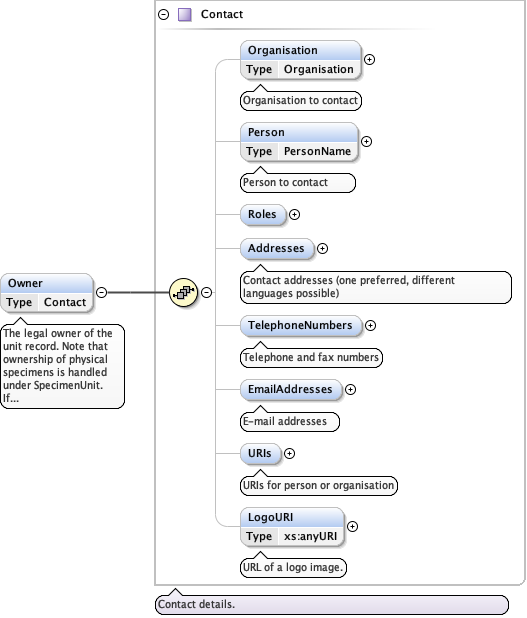 Contact
Organisation
Type Organisation
Organisation to contact
Person
Type PersonName
Person to contact
Roles
Addresses
Contact addresses (one preferred, different
languages possible)
Owner
Type Contact
The legal owner of the
unit record. Note that
ownership of physical
specimens is handled
under SpecimenUnit.
If...
TelephoneNumbers
Telephone and fax numbers
EmailAddresses
E-mail addresses
URIs
URIs for person or organisation
LogoURI
Type xs:anyURI
URL of a logo image.
Contact details.